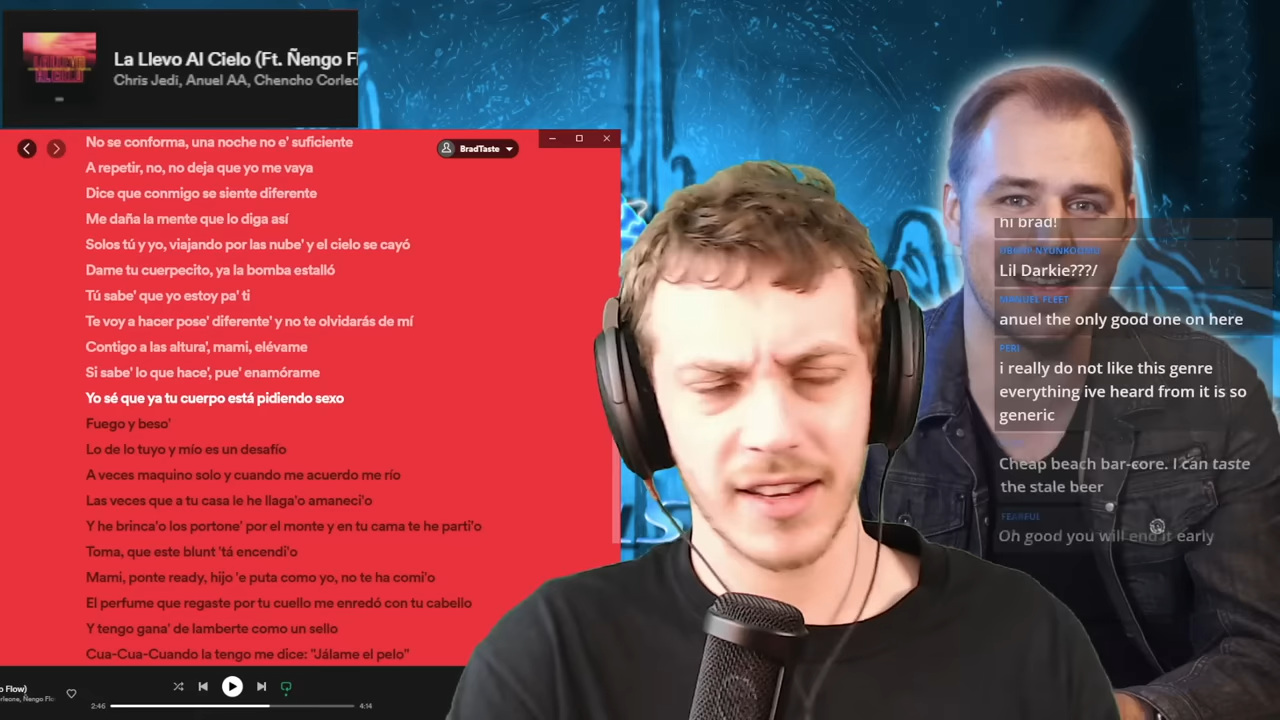 La Llevo Al Cielo (Ft. Ñengo F
Chris Jedi, Anuel AA, Chencho Corleo
No se conforma, una noche no e' suficiente
BradTaste
A repetir, no, no deja que yo me vaya
Dice que conmigo se siente diferente
Me daña la mente que lo diga así
Solos tú y yo, viajando por las nube' y el cielo se cayó
Dame tu cuerpecito, ya la bomba estalló
Tú sabe' que yo estoy pa' ti
Te voy a hacer pose' diferente' y no te olvidarás de mí
Contigo a las altura', mami, elévame
Si sabe' lo que hace', pue' enamórame
Yo sé que ya tu cuerpo está pidiendo sexo
Fuego y beso'
Lo de lo tuyo y mío es un desafío
A veces maquino solo y cuando me acuerdo me río
Las veces que a tu casa le he llega'o amaneci'o
Y he brinca'o los portone' por el monte y en tu cama te he parti'o
Toma, que este blunt 'tá encendi'o
Mami, ponte ready, hijo 'e puta como yo, no te ha comi'o
El perfume que regaste por tu cuello me enredó con tu cabello
Y tengo gana' de lamberte como un sello
Cua-Cua-Cuando la tengo me dice: "Jálame el pelo"
o Flow)
orleone, Ñengo Flo
2:46
4:14
hi brad!
Lil Darkie???/
MANUEL FLEET
anuel the only good one on here
PERI
i really do not like this genre
everything ive heard from it is so
generic
Cheap beach bar-core. I can taste
the stale beer
FEARFUL
Oh good you will end it early